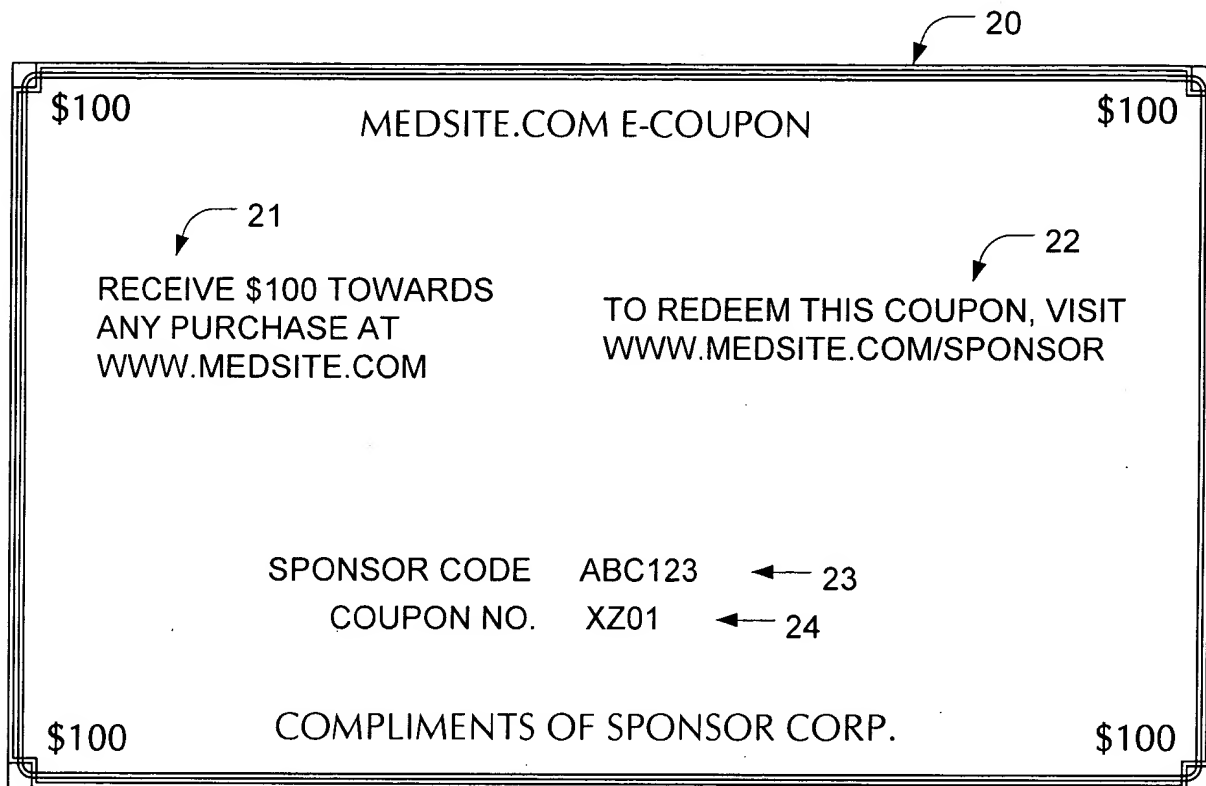 20
$100 MEDSITE.COM E-COUPON $100
21
22
RECEIVE $100 TOWARDS
ANY PURCHASE AT
WWW.MEDSITE.COM
TO REDEEM THIS COUPON, VISIT
WWW.MEDSITE.COM/SPONSOR
SPONSOR CODE ABC123 23
COUPON NO. XZ01 24
$100 COMPLIMENTS OF SPONSOR CORP. $100